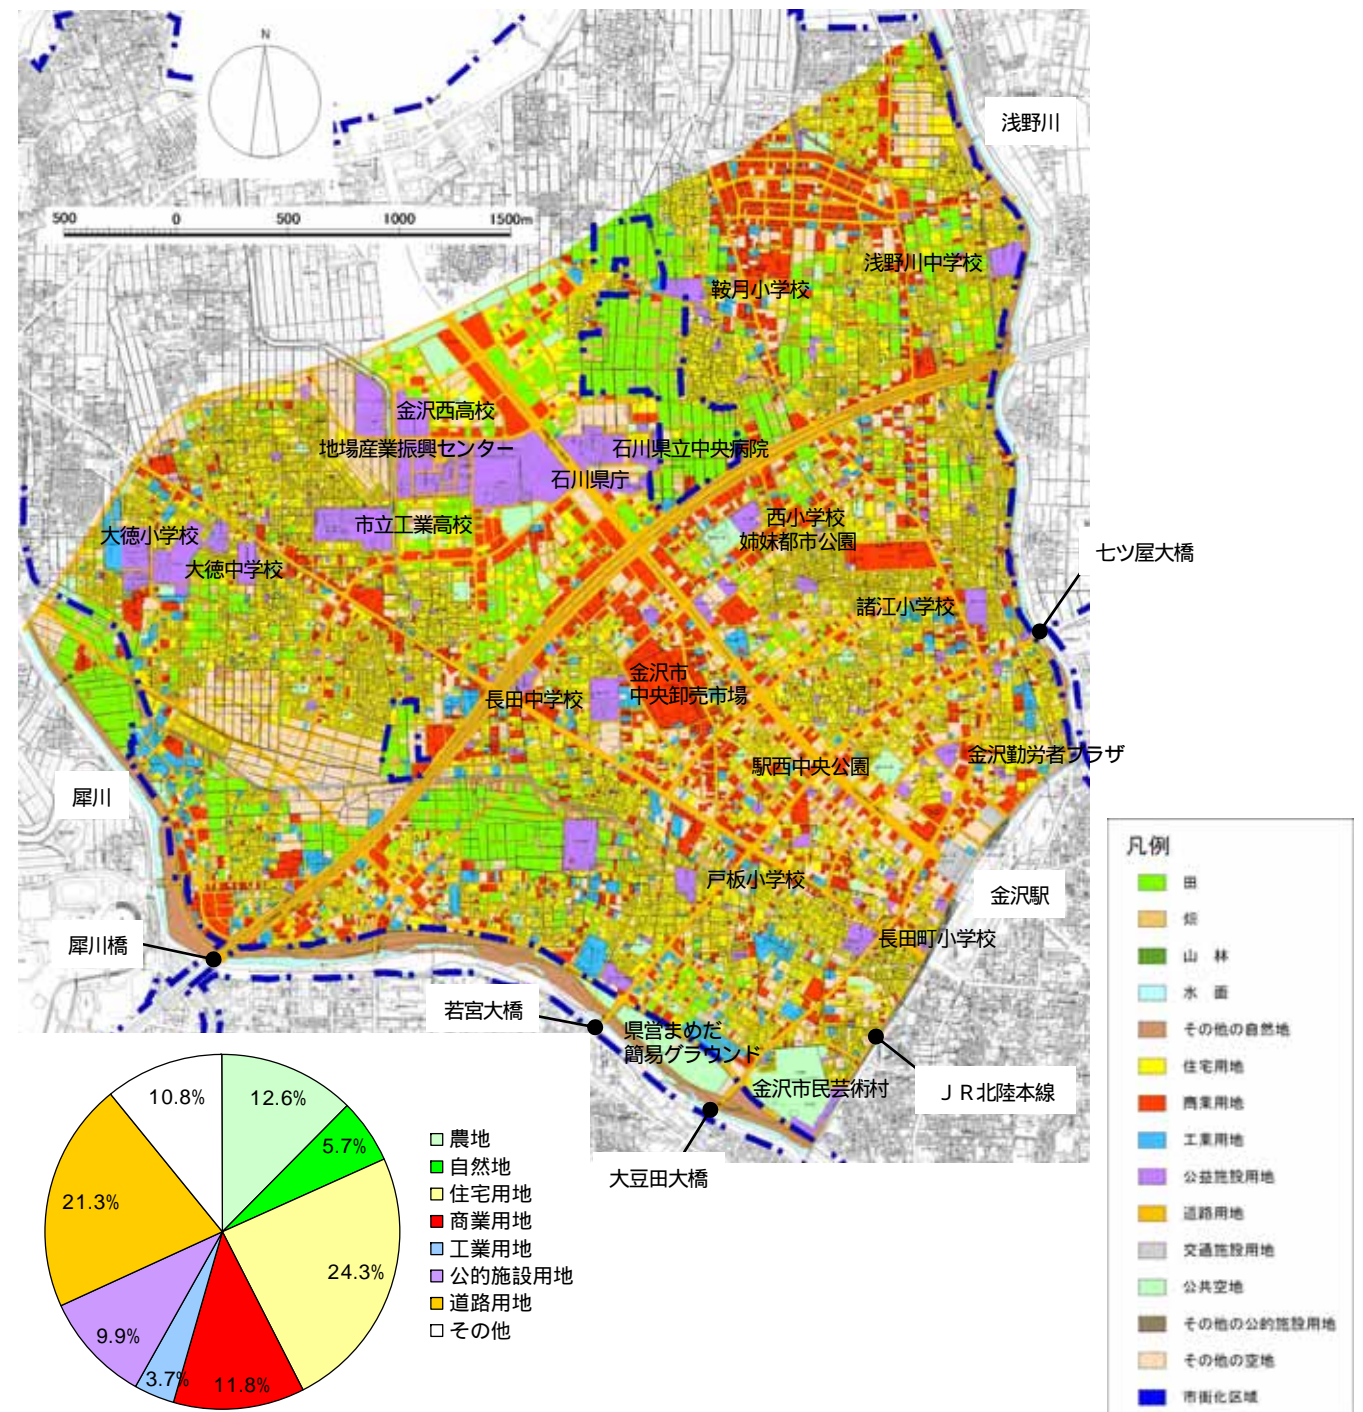 N
浅野川
500 0 500 1000 1500m
浅野川中学校
鞍月小学校
金沢西高校
地場産業振興センター
石川県立中央病院
石川県庁
市立工業高校
西小学校
姉妹都市公園
大徳小学校
大徳中学校
七ツ屋大橋
諸江小学校
金沢市
中央卸売市場
長田中学校
金沢勤労者プラザ
駅西中央公園
犀川
戸板小学校
金沢駅
長田町小学校
犀川橋
若宮大橋
県営まめだ
簡易グラウンド
金沢市民芸術村
ＪＲ北陸本線
大豆田大橋
凡例
田
畑
山 林
水 面
その他の自然地
住宅用地
商業用地
工業用地
公益施設用地
道路用地
交通施設用地
公共空地
その他の公的施設用地
その他の空地
市街化区域
10.8%
12.6%
5.7%
21.3%
24.3%
9.9%
3.7%
11.8%
農地
自然地
住宅用地
商業用地
工業用地
公的施設用地
道路用地
その他